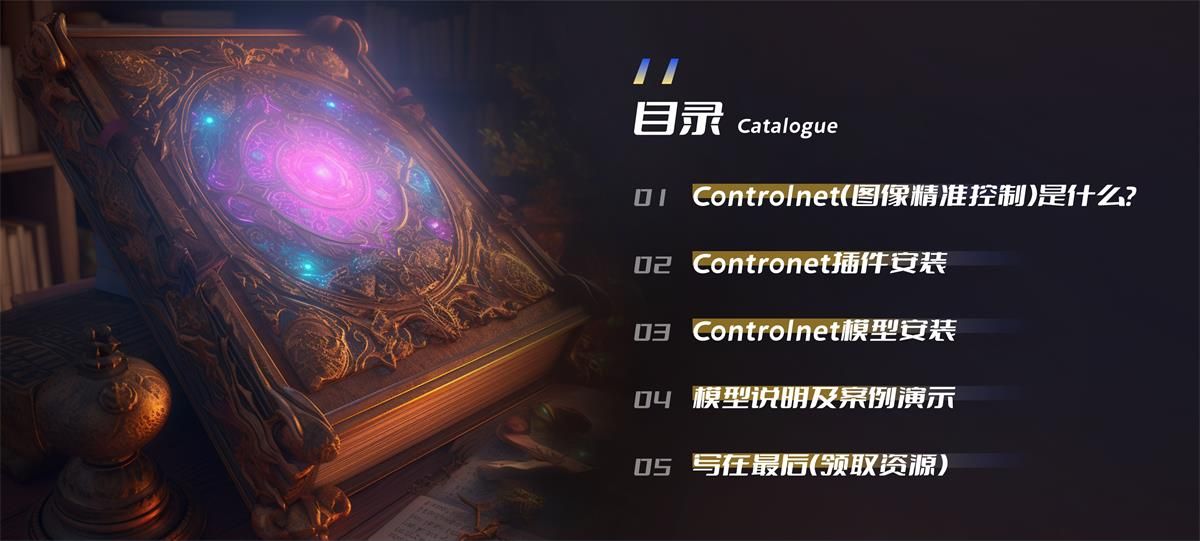 目录 Catalogue
01 Controlnet(图像精准控制)是什么?
02 Contronet插件安装
03 Controlnet模型安装
04 模型说明及案例演示
05 写在最后(领取资源)